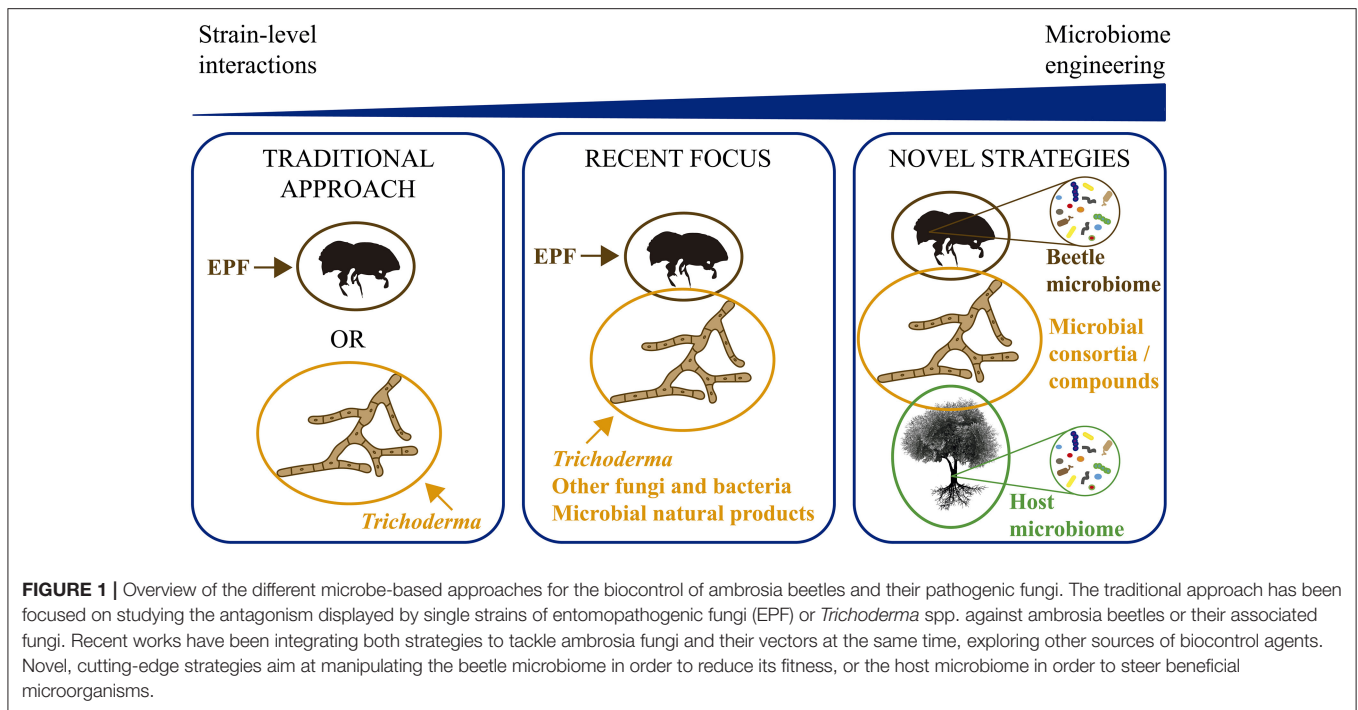 Strain-level
interactions
Microbiome
engineering
TRADITIONAL
APPROACH
EPF
OR
Trichoderma
RECENT FOCUS
EPF
Trichoderma
Other fungi and bacteria
Microbial natural products
NOVEL STRATEGIES
Beetle
microbiome
Microbial
consortia /
compounds
Host
microbiome
FIGURE 1 | Overview of the different microbe-based approaches for the biocontrol of ambrosia beetles and their pathogenic fungi. The traditional approach has been
focused on studying the antagonism displayed by single strains of entomopathogenic fungi (EPF) or Trichoderma spp. against ambrosia beetles or their associated
fungi. Recent works have been integrating both strategies to tackle ambrosia fungi and their vectors at the same time, exploring other sources of biocontrol agents.
Novel, cutting-edge strategies aim at manipulating the beetle microbiome in order to reduce its fitness, or the host microbiome in order to steer beneficial
microorganisms.